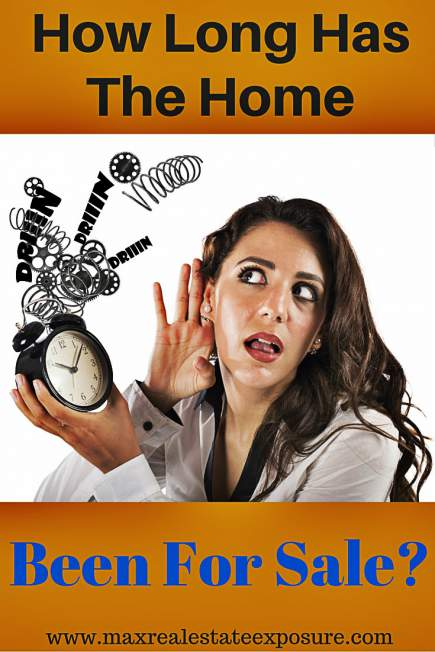 How Long Has
The Home
DRIIIN
DRIIIN
DRIIIN
Been For Sale?
www.maxrealestateexposure.com